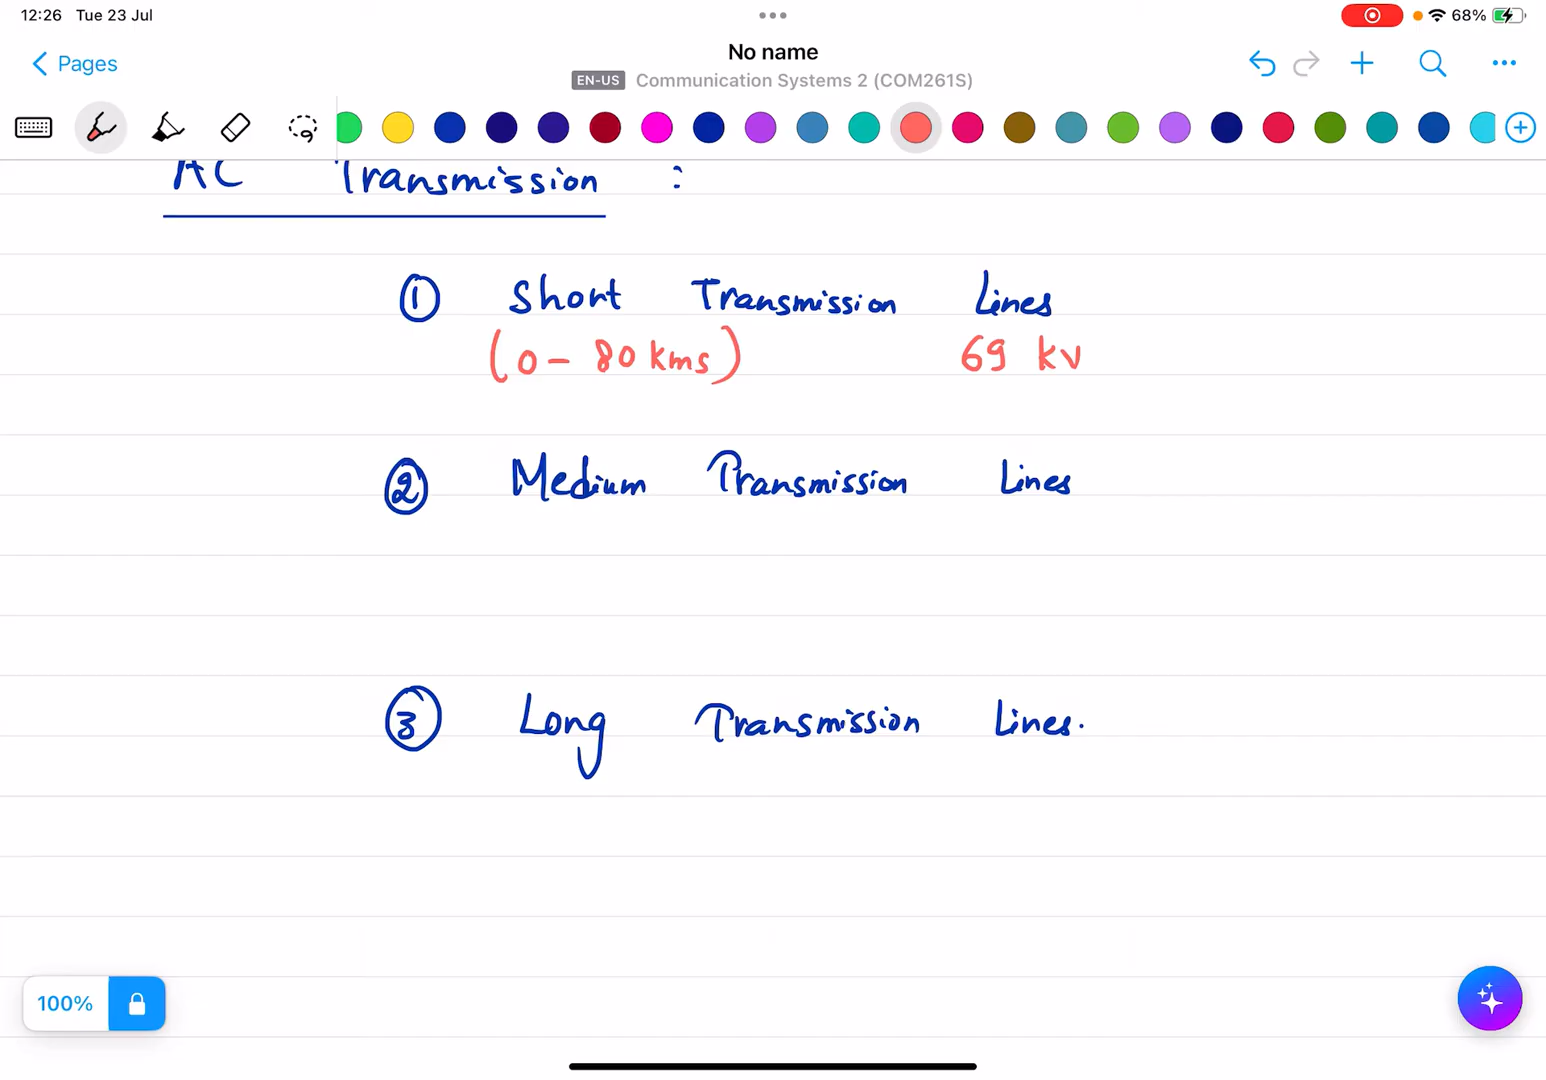 12:26 Tue 23 Jul
68%
Pages
No name
EN-US Communication Systems 2 (COM261S)
AC Transmission :
① Short Transmission Lines
(0 - 80 kms) 69 kv
② Medium Transmission Lines
③ Long Transmission Lines.
100%